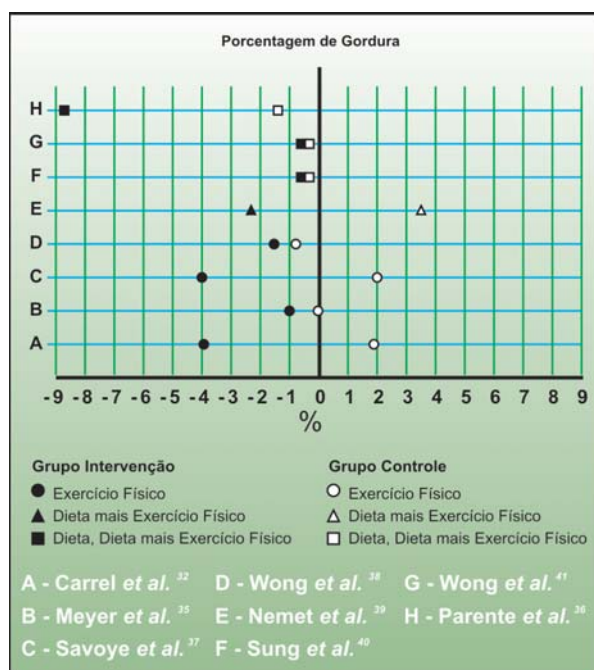 Porcentagem de Gordura
H
G
F
E
D
C
B
A
-9 -8 -7 -6 -5 -4 -3 -2 -1 0 1 2 3 4 5 6 7 8 9
%
Grupo Intervenção
Exercício Físico
Dieta mais Exercício Físico
Dieta, Dieta mais Exercício Físico
Grupo Controle
Exercício Físico
Dieta mais Exercício Físico
Dieta, Dieta mais Exercício Físico
A - Carrel et al. 32 D - Wong et al. 38 G - Wong et al. 41
B - Meyer et al. 35 E - Nemet et al. 39 H - Parente et al. 36
C - Savoye et al. 37 F - Sung et al. 40